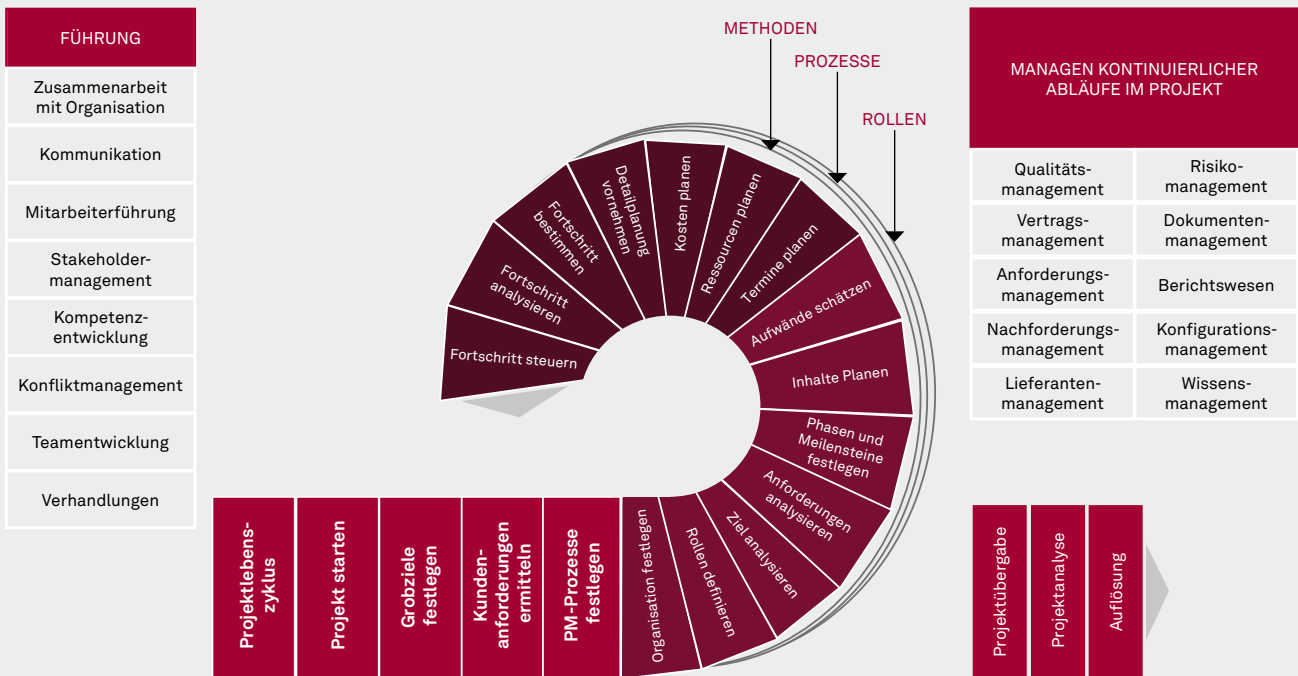 FÜHRUNG
Zusammenarbeit
mit Organisation
Kommunikation
Mitarbeiterführung
Stakeholder-
management
Kompetenz-
entwicklung
Konfliktmanagement
Teamentwicklung
Verhandlungen
METHODEN
PROZESSE
ROLLEN
Projektlebens-
zyklus
Projekt starten
Grobziele
festlegen
Kunden-
anforderungen
ermitteln
PM-Prozesse
festlegen
Organisation festlegen
Rollen definieren
Ziel analysieren
Anforderungen
analysieren
Phasen und
Meilensteine
festlegen
Inhalte Planen
Aufwände schätzen
Termine planen
Ressourcen planen
Kosten planen
Detailplanung
vornehmen
Fortschritt
bestimmen
Fortschritt
analysieren
Fortschritt steuern
MANAGEN KONTINUIERLICHER
ABLÄUFE IM PROJEKT
Qualitäts-
management
Risiko-
management
Vertrags-
management
Dokumenten-
management
Anforderungs-
management
Berichtswesen
Nachforderungs-
management
Konfigurations-
management
Lieferanten-
management
Wissens-
management
Projektübergabe
Projektanalyse
Auflösung